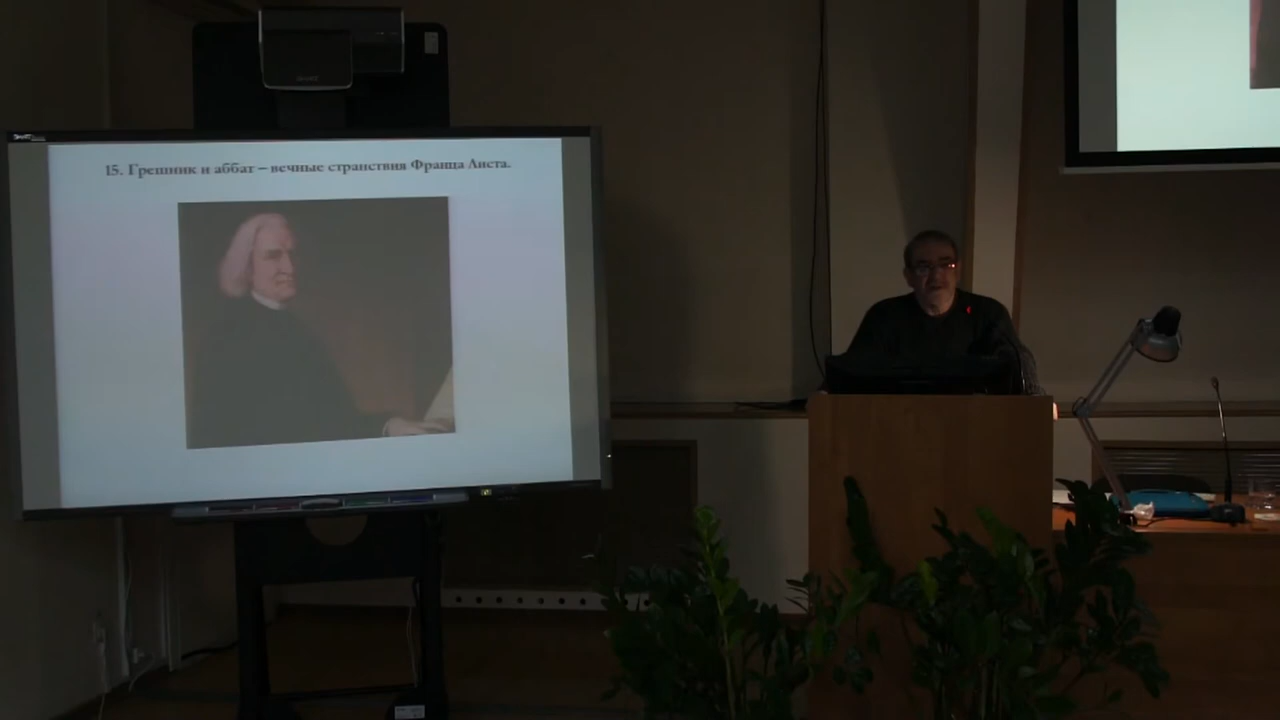 15. Грешник и аббат – вечные странствия Франца Листа.